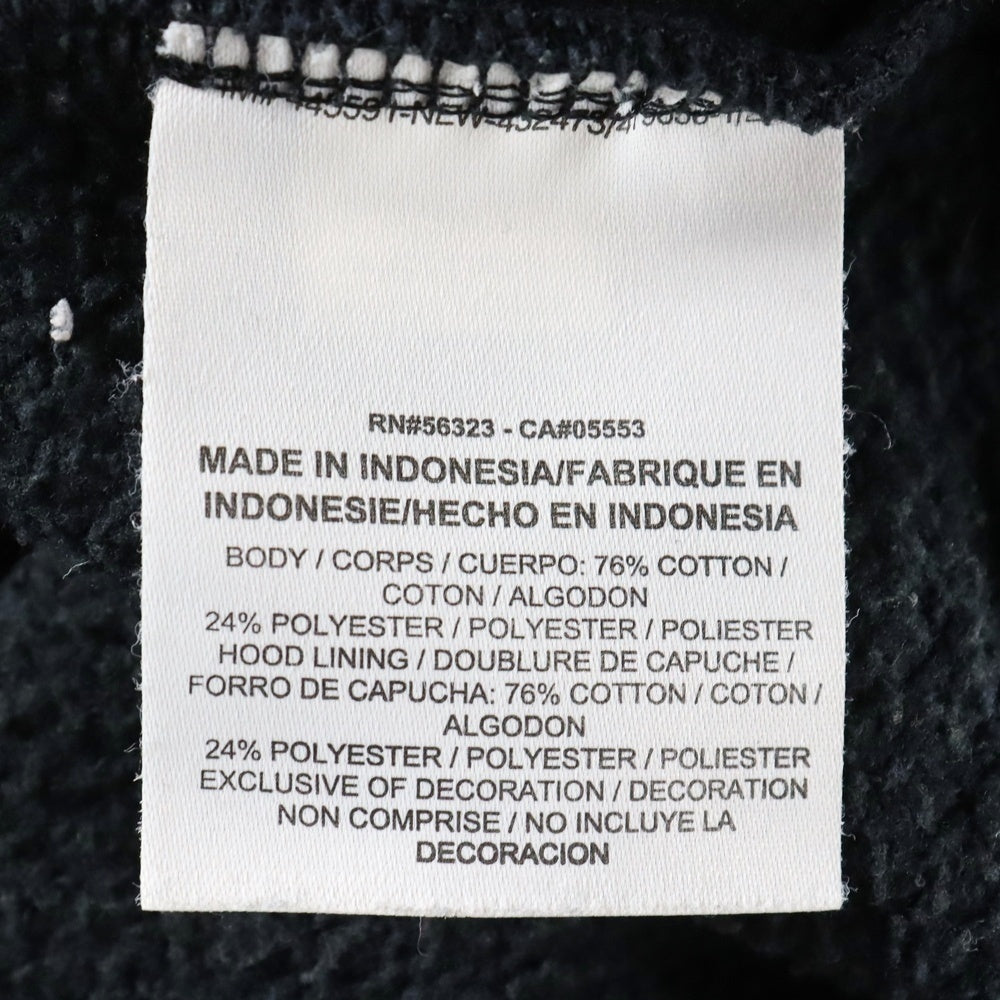 RN#56323 - CA#05553
MADE IN INDONESIA/FABRIQUE EN
INDONESIE/HECHO EN INDONESIA
BODY / CORPS / CUERPO: 76% COTTON /
COTON / ALGODON
24% POLYESTER / POLYESTER / POLIESTER
HOOD LINING / DOUBLURE DE CAPUCHE /
FORRO DE CAPUCHA: 76% COTTON / COTON /
ALGODON
24% POLYESTER / POLYESTER / POLIESTER
EXCLUSIVE OF DECORATION / DECORATION
NON COMPRISE / NO INCLUYE LA
DECORACION